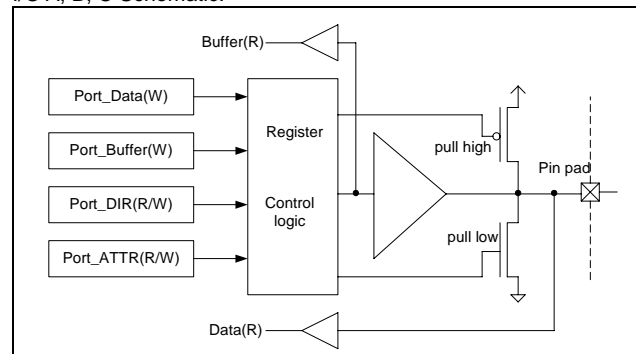 I/O A, B, C Schematic:
Buffer(R)
Port_Data(W)
Port_Buffer(W)
Port_DIR(R/W)
Port_ATTR(R/W)
Register
Control
logic
pull high
Pin pad
pull low
Data(R)